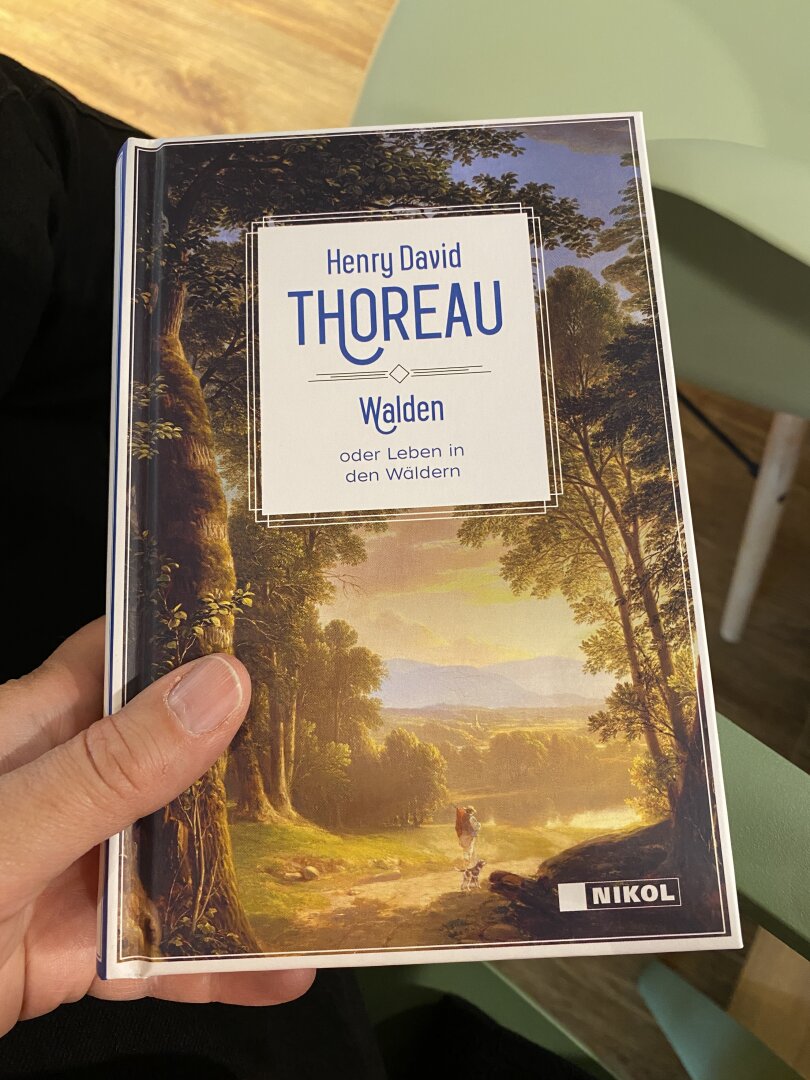 Henry David
THOREAU
Walden
oder Leben in
den Wäldern
NIKOL